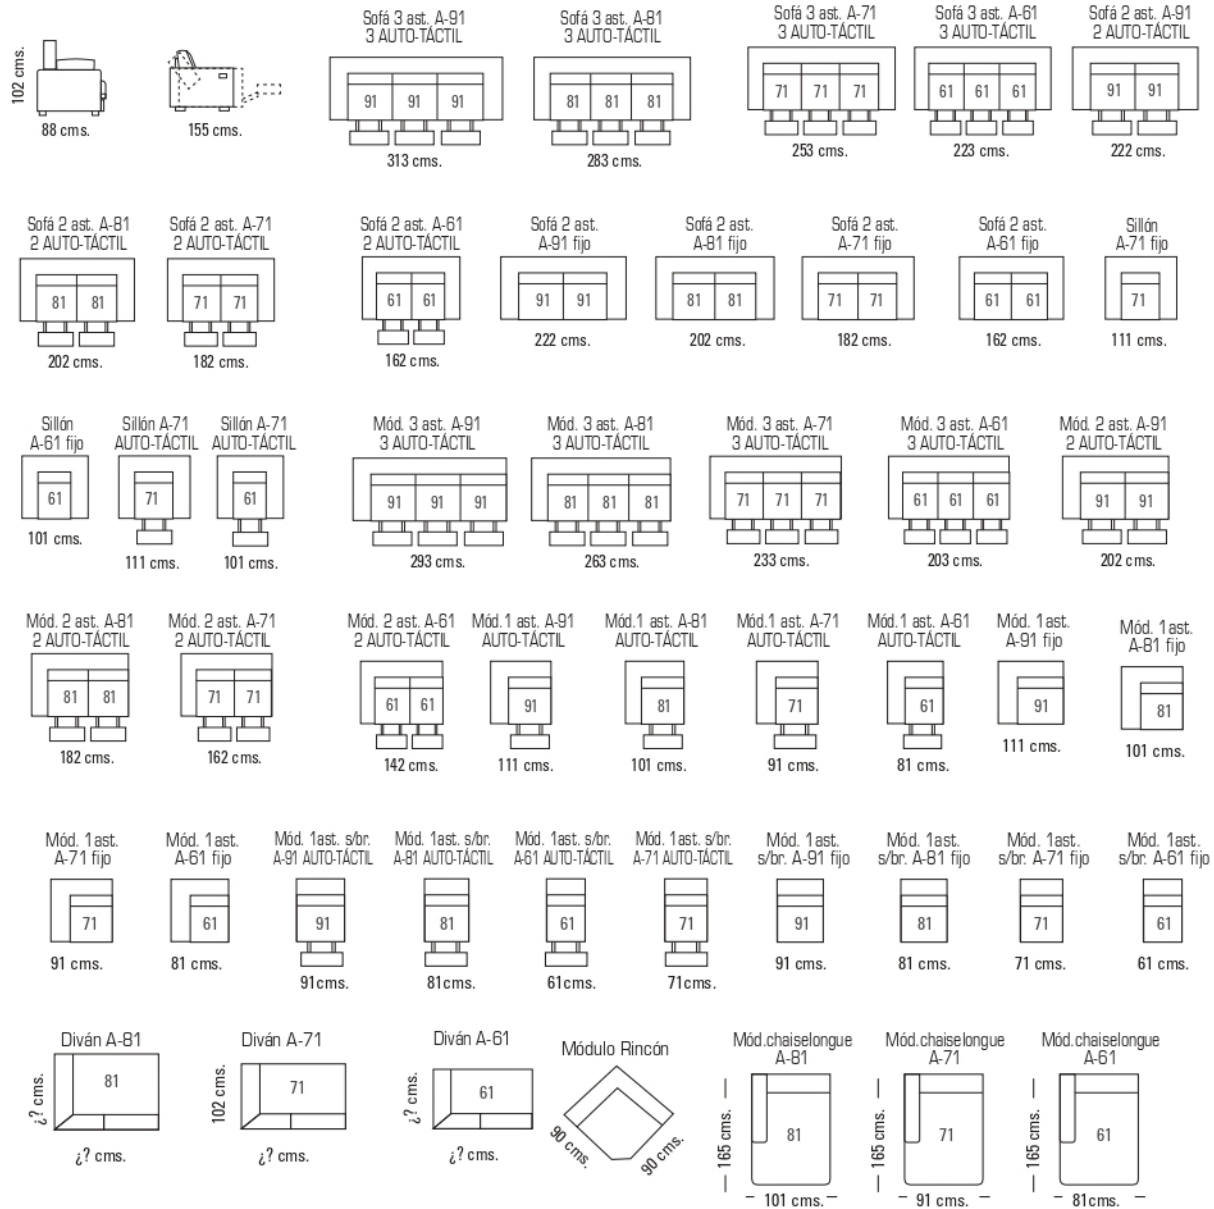 102 cms.
88 cms.
155 cms.
Sofá 3 ast. A-91
3 AUTO-TÁCTIL
91 91 91
313 cms.
Sofá 3 ast. A-81
3 AUTO-TÁCTIL
81 81 81
283 cms.
Sofá 3 ast. A-71
3 AUTO-TÁCTIL
71 71 71
253 cms.
Sofá 3 ast. A-61
3 AUTO-TÁCTIL
61 61 61
223 cms.
Sofá 2 ast. A-91
2 AUTO-TÁCTIL
91 91
222 cms.
Sofá 2 ast. A-81
2 AUTO-TÁCTIL
81 81
202 cms.
Sofá 2 ast. A-71
2 AUTO-TÁCTIL
71 71
182 cms.
Sofá 2 ast. A-61
2 AUTO-TÁCTIL
61 61
162 cms.
Sofá 2 ast.
A-91 fijo
91 91
222 cms.
Sofá 2 ast.
A-81 fijo
81 81
202 cms.
Sofá 2 ast.
A-71 fijo
71 71
182 cms.
Sofá 2 ast.
A-61 fijo
61 61
162 cms.
Sillón
A-71 fijo
71
111 cms.
Sillón
A-61 fijo
61
101 cms.
Sillón A-71
AUTO-TÁCTIL
71
111 cms.
Sillón A-71
AUTO-TÁCTIL
61
101 cms.
Mód. 3 ast. A-91
3 AUTO-TÁCTIL
91 91 91
293 cms.
Mód. 3 ast. A-81
3 AUTO-TÁCTIL
81 81 81
263 cms.
Mód. 3 ast. A-71
3 AUTO-TÁCTIL
71 71 71
233 cms.
Mód. 3 ast. A-61
3 AUTO-TÁCTIL
61 61 61
203 cms.
Mód. 2 ast. A-91
2 AUTO-TÁCTIL
91 91
202 cms.
Mód. 2 ast. A-81
2 AUTO-TÁCTIL
81 81
182 cms.
Mód. 2 ast. A-71
2 AUTO-TÁCTIL
71 71
162 cms.
Mód. 2 ast. A-61
2 AUTO-TÁCTIL
61 61
142 cms.
Mód.1 ast. A-91
AUTO-TÁCTIL
91
111 cms.
Mód.1 ast. A-81
AUTO-TÁCTIL
81
101 cms.
Mód.1 ast. A-71
AUTO-TÁCTIL
71
91 cms.
Mód.1 ast. A-61
AUTO-TÁCTIL
61
81 cms.
Mód. 1ast.
A-91 fijo
91
111 cms.
Mód. 1ast.
A-81 fijo
81
101 cms.
Mód. 1ast.
A-71 fijo
71
91 cms.
Mód. 1ast.
A-61 fijo
61
81 cms.
Mód. 1ast. s/br.
A-91 AUTO-TÁCTIL
91
91cms.
Mód. 1ast. s/br.
A-81 AUTO-TÁCTIL
81
81cms.
Mód. 1ast. s/br.
A-61 AUTO-TÁCTIL
61
61cms.
Mód. 1ast. s/br.
A-71 AUTO-TÁCTIL
71
71cms.
Mód. 1ast.
s/br. A-91 fijo
91
91 cms.
Mód. 1ast.
s/br. A-81 fijo
81
81 cms.
Mód. 1ast.
s/br. A-71 fijo
71
71 cms.
Mód. 1ast.
s/br. A-61 fijo
61
61 cms.
Diván A-81
81
¿? cms.
¿? cms.
Diván A-71
71
102 cms.
¿? cms.
Diván A-61
61
¿? cms.
¿? cms.
Módulo Rincón
90 cms.
90 cms.
Mód.chaiselongue
A-81
165 cms.
81
101 cms.
Mód.chaiselongue
A-71
165 cms.
71
91 cms.
Mód.chaiselongue
A-61
165 cms.
61
81cms.